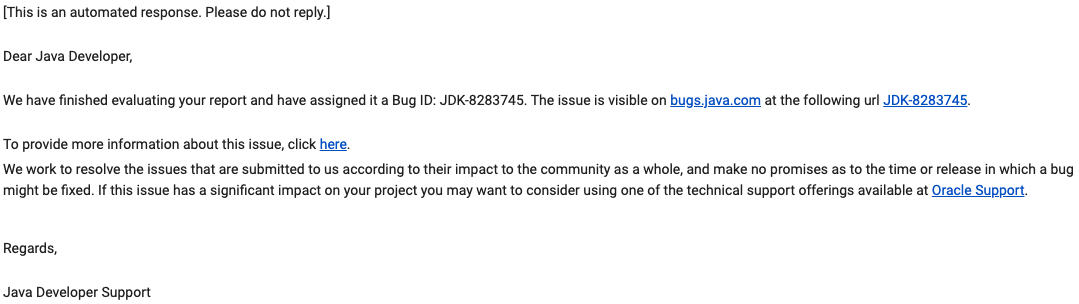 [This is an automated response. Please do not reply.]
Dear Java Developer,
We have finished evaluating your report and have assigned it a Bug ID: JDK-8283745. The issue is visible on bugs.java.com at the following url JDK-8283745.
To provide more information about this issue, click here.
We work to resolve the issues that are submitted to us according to their impact to the community as a whole, and make no promises as to the time or release in which a bug
might be fixed. If this issue has a significant impact on your project you may want to consider using one of the technical support offerings available at Oracle Support.
Regards,
Java Developer Support